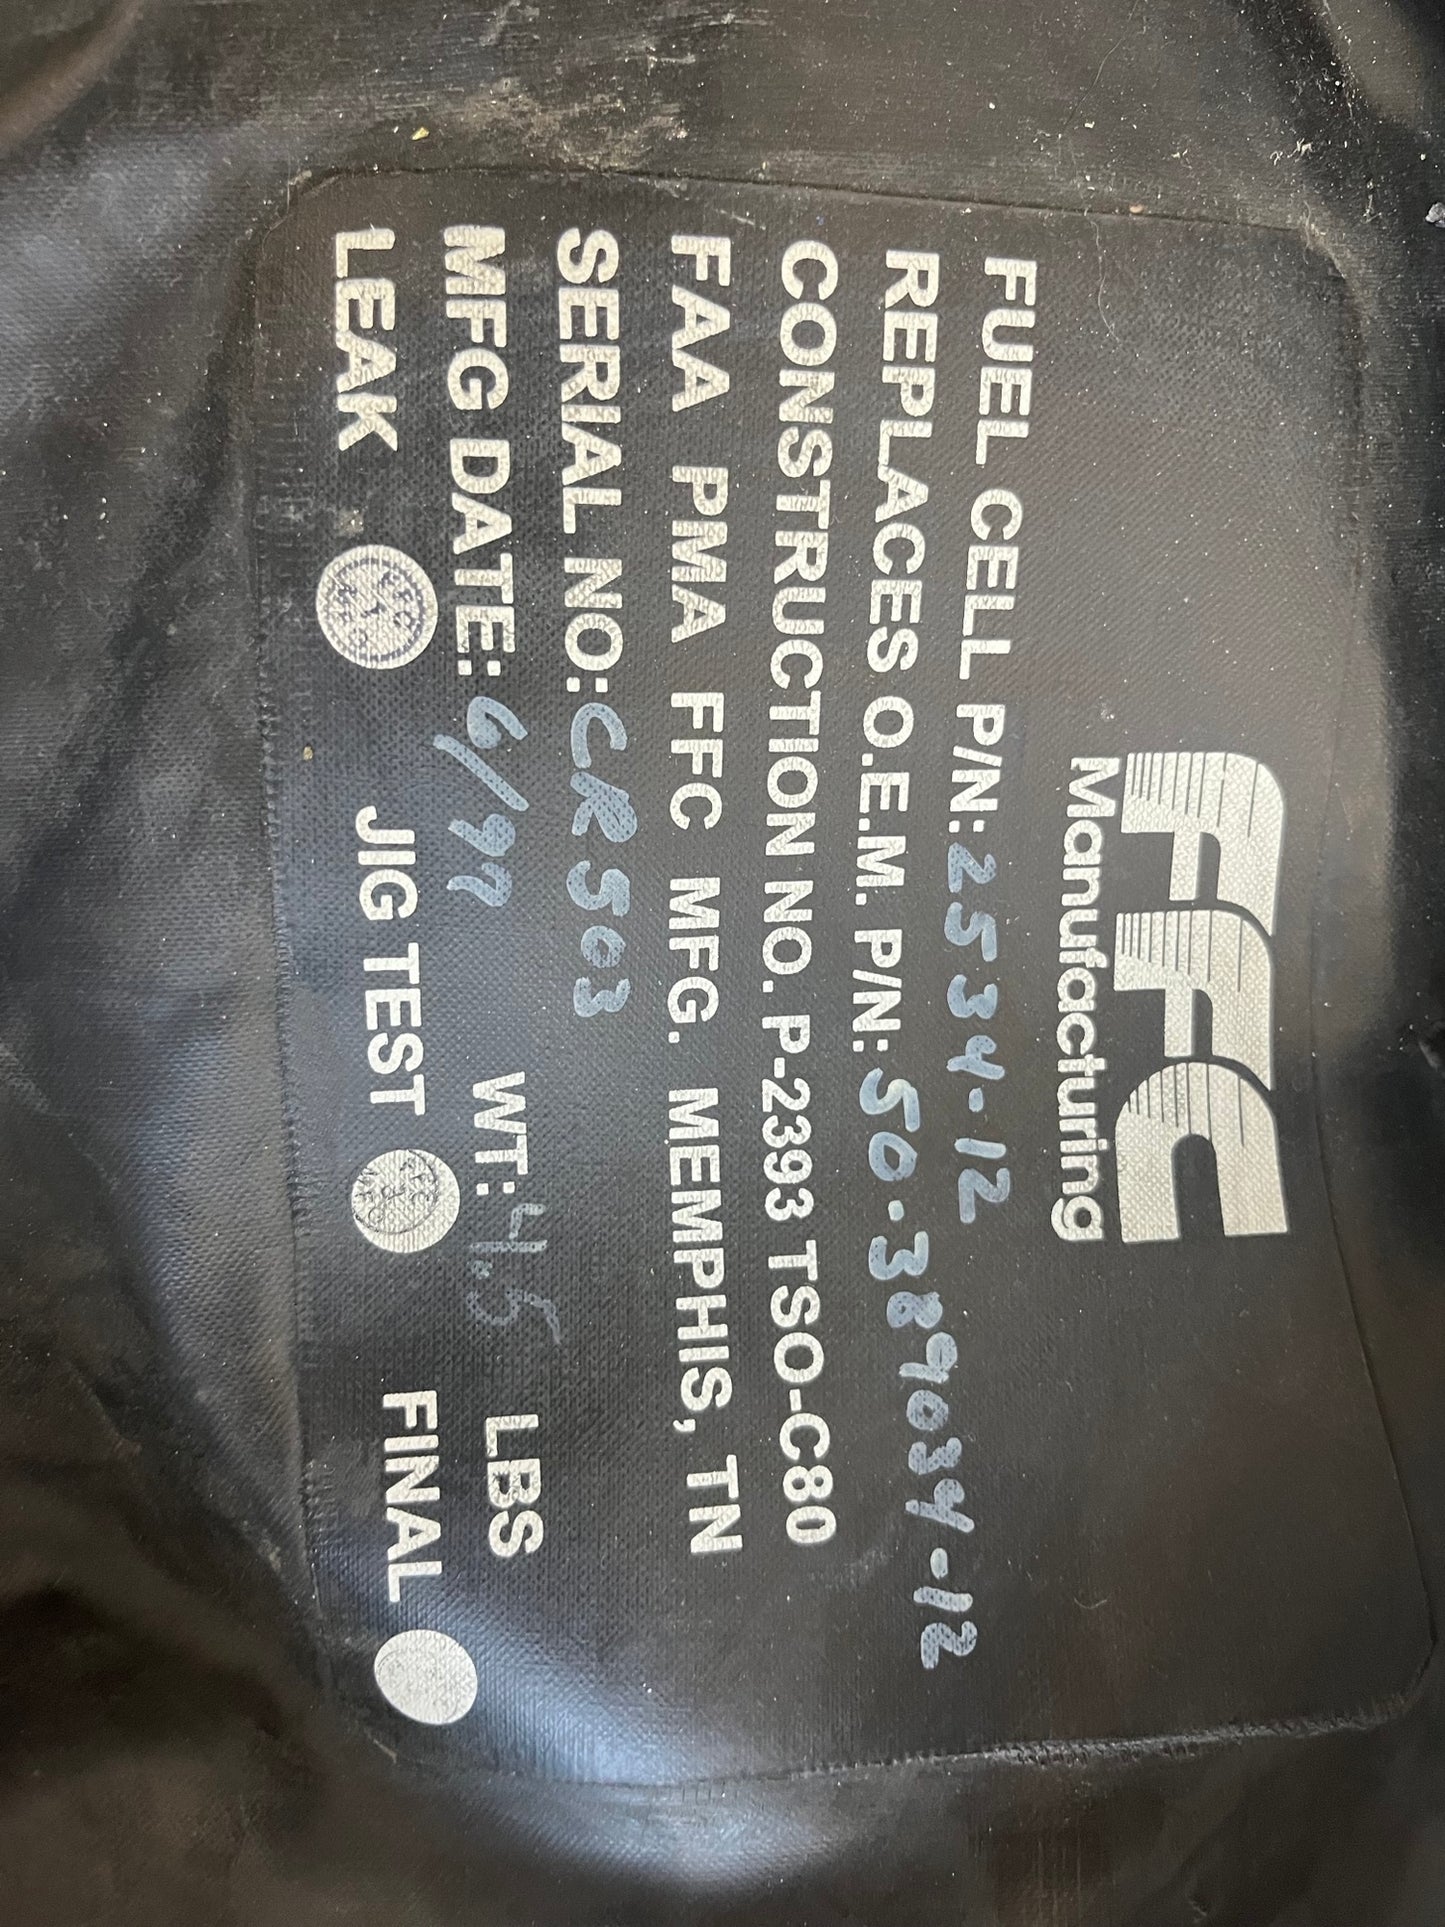 FFC
Manufacturing
FUEL CELL P/N: 2534-12
REPLACES O.E.M. P/N: 50-389034-12
CONSTRUCTION NO. P-2393 TSO-C80
FAA PMA FFC MFG. MEMPHIS, TN
SERIAL NO: CR503
MFG DATE: 6/97 WT: 4.5 LBS
LEAK JIG TEST FINAL